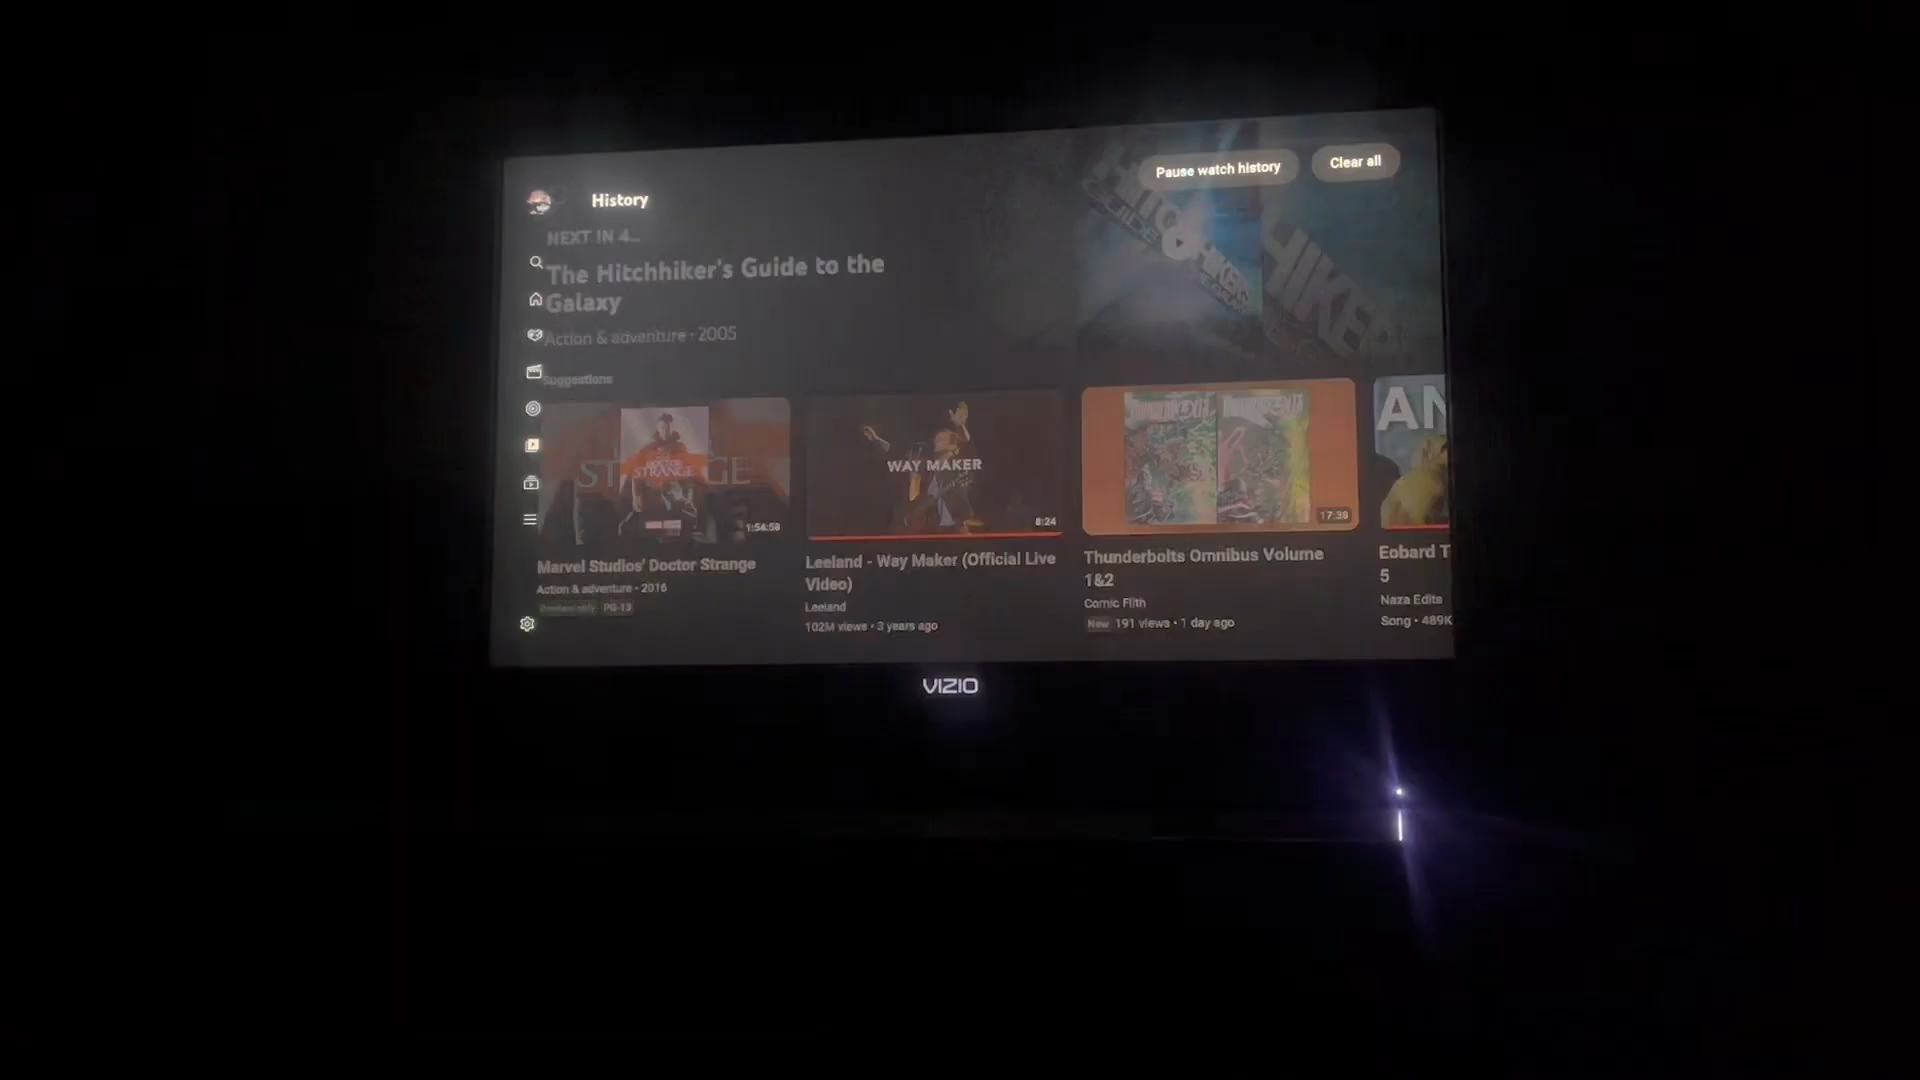 Pause watch history
Clear all
History
NEXT IN 4...
The Hitchhiker's Guide to the
Galaxy
Action & adventure · 2005
Suggestions
DOCTOR
STRANGE
1:54:58
WAY MAKER
8:24
17:38
AN
Marvel Studios' Doctor Strange
Action & adventure • 2016
PG-13
Leeland - Way Maker (Official Live
Video)
Leeland
102M views • 3 years ago
Thunderbolts Omnibus Volume
1&2
Comic Filth
New 191 views • 1 day ago
Eobard T
5
Naza Edits
Song • 489K
VIZIO